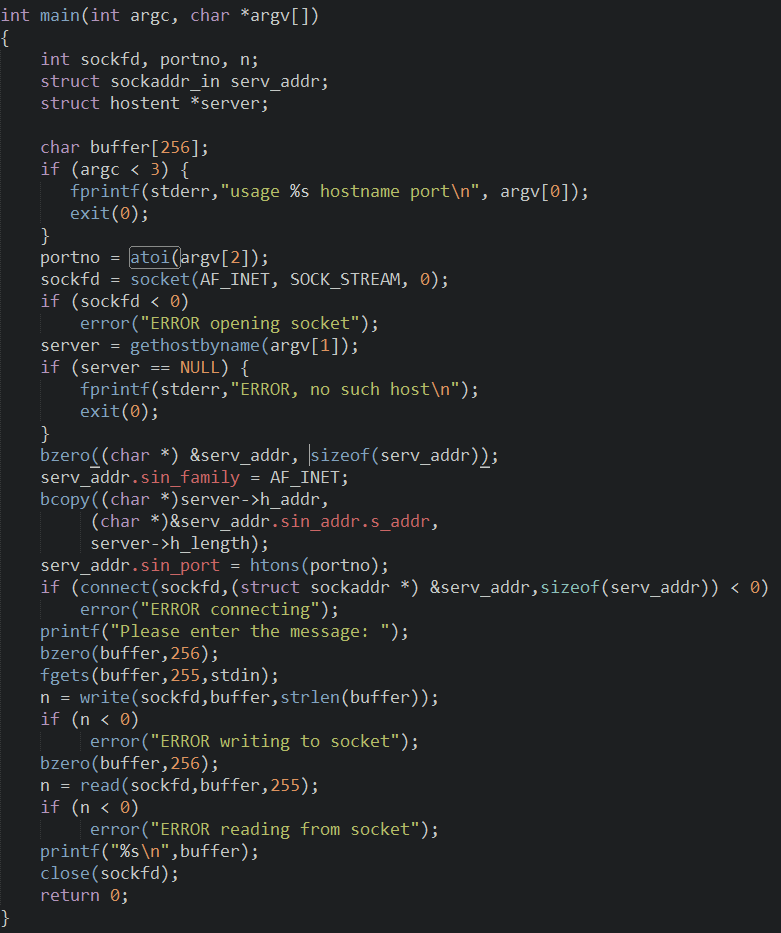 int main(int argc, char *argv[])
{
    int sockfd, portno, n;
    struct sockaddr_in serv_addr;
    struct hostent *server;

    char buffer[256];
    if (argc < 3) {
       fprintf(stderr,"usage %s hostname port\n", argv[0]);
       exit(0);
    }
    portno = atoi(argv[2]);
    sockfd = socket(AF_INET, SOCK_STREAM, 0);
    if (sockfd < 0)
        error("ERROR opening socket");
    server = gethostbyname(argv[1]);
    if (server == NULL) {
        fprintf(stderr,"ERROR, no such host\n");
        exit(0);
    }
    bzero((char *) &serv_addr, sizeof(serv_addr));
    serv_addr.sin_family = AF_INET;
    bcopy((char *)server->h_addr,
         (char *)&serv_addr.sin_addr.s_addr,
         server->h_length);
    serv_addr.sin_port = htons(portno);
    if (connect(sockfd,(struct sockaddr *) &serv_addr,sizeof(serv_addr)) < 0)
        error("ERROR connecting");
    printf("Please enter the message: ");
    bzero(buffer,256);
    fgets(buffer,255,stdin);
    n = write(sockfd,buffer,strlen(buffer));
    if (n < 0)
         error("ERROR writing to socket");
    bzero(buffer,256);
    n = read(sockfd,buffer,255);
    if (n < 0)
         error("ERROR reading from socket");
    printf("%s\n",buffer);
    close(sockfd);
    return 0;
}